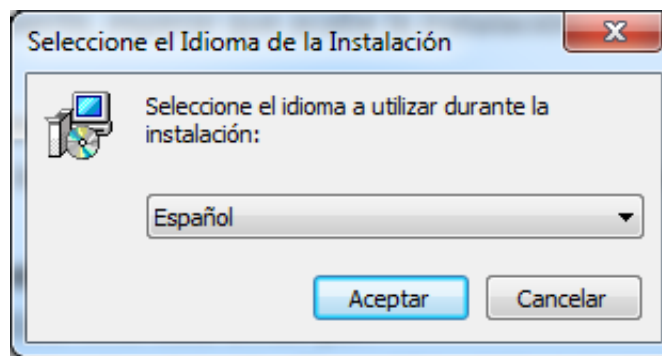 Seleccione el Idioma de la Instalación
Seleccione el idioma a utilizar durante la
instalación:
Español
Aceptar
Cancelar